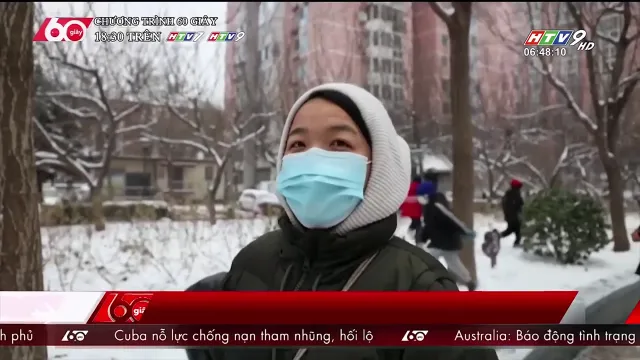 60 giây
CHƯƠNG TRÌNH 60 GIÂY
18:30 TRÊN HTV7 HTV9
HTV9 HD
06:48:10
60 giây
h phủ 60 giây Cuba nỗ lực chống nạn tham nhũng, hối lộ 60 giây Australia: Báo động tình trạng